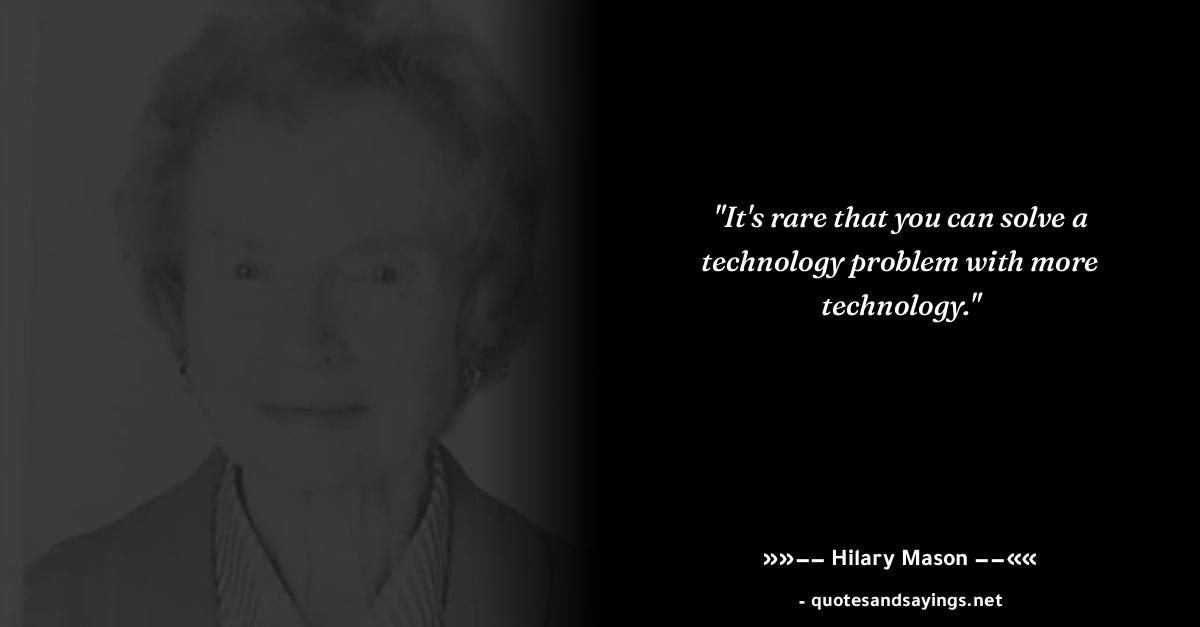 "It's rare that you can solve a
technology problem with more
technology."
»»–– Hilary Mason ––««
- quotesandsayings.net